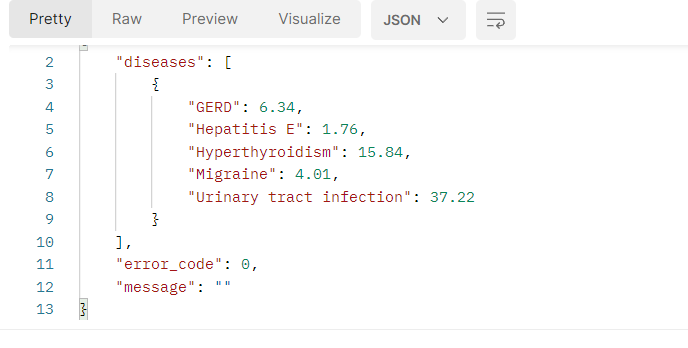 Pretty Raw Preview Visualize JSON
2 "diseases": [
3 {
4 "GERD": 6.34,
5 "Hepatitis E": 1.76,
6 "Hyperthyroidism": 15.84,
7 "Migraine": 4.01,
8 "Urinary tract infection": 37.22
9 }
10 ],
11 "error_code": 0,
12 "message": ""
13 }